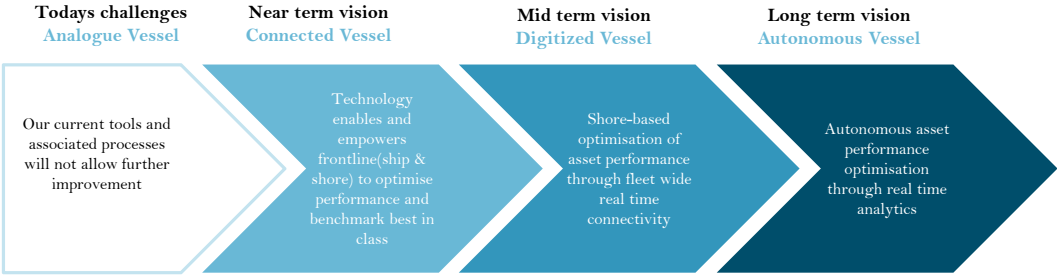 Todays challenges
Analogue Vessel
Near term vision
Connected Vessel
Mid term vision
Digitized Vessel
Long term vision
Autonomous Vessel
Our current tools and
associated processes
will not allow further
improvement
Technology
enables and
empowers
frontline(ship &
shore) to optimise
performance and
benchmark best in
class
Shore-based
optimisation of
asset performance
through fleet wide
real time
connectivity
Autonomous asset
performance
optimisation
through real time
analytics